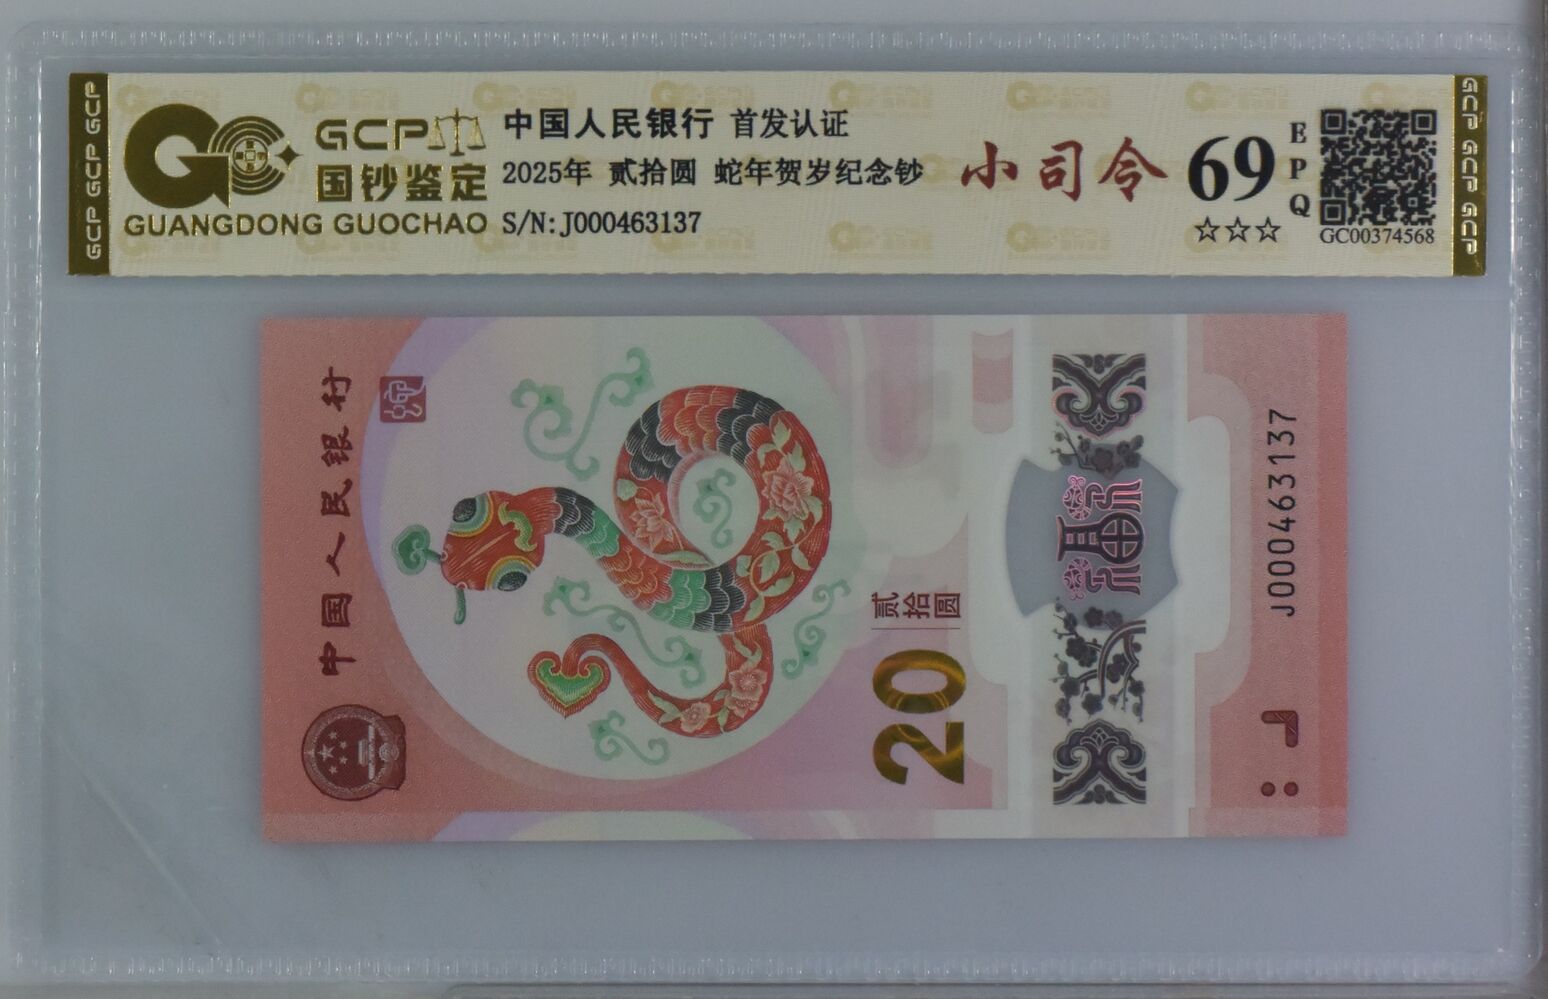 GCP GCP GCP
GCP
国钞鉴定
GUANGDONG GUOCHAO
中国人民银行 首发认证
2025年 贰拾圆 蛇年贺岁纪念钞
S/N: J000463137
小司令
69
EPQ
☆☆☆
GC00374568
GCP GCP GCP
中国人民银行
贰拾圆
20
J000463137